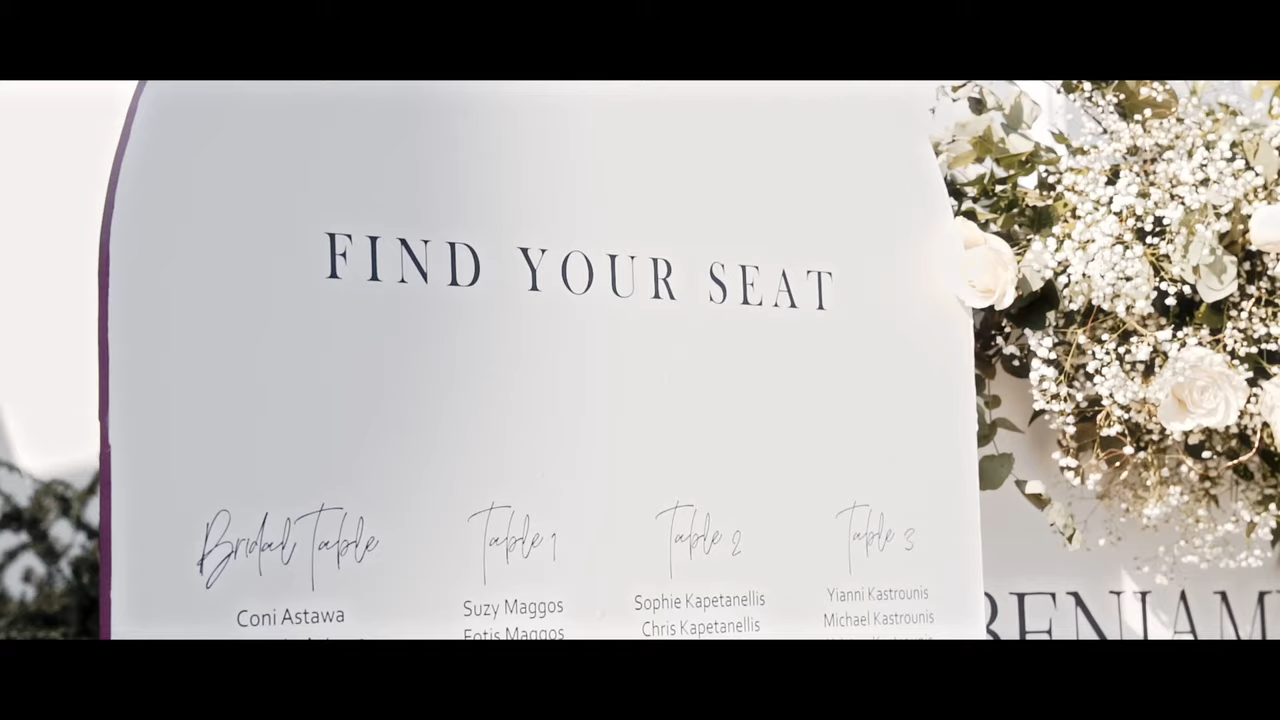 FIND YOUR SEAT
Bridal Table
Coni Astawa
Table 1
Suzy Maggos
Fotis Maggos
Table 2
Sophie Kapetanellis
Chris Kapetanellis
Table 3
Yianni Kastrounis
Michael Kastrounis